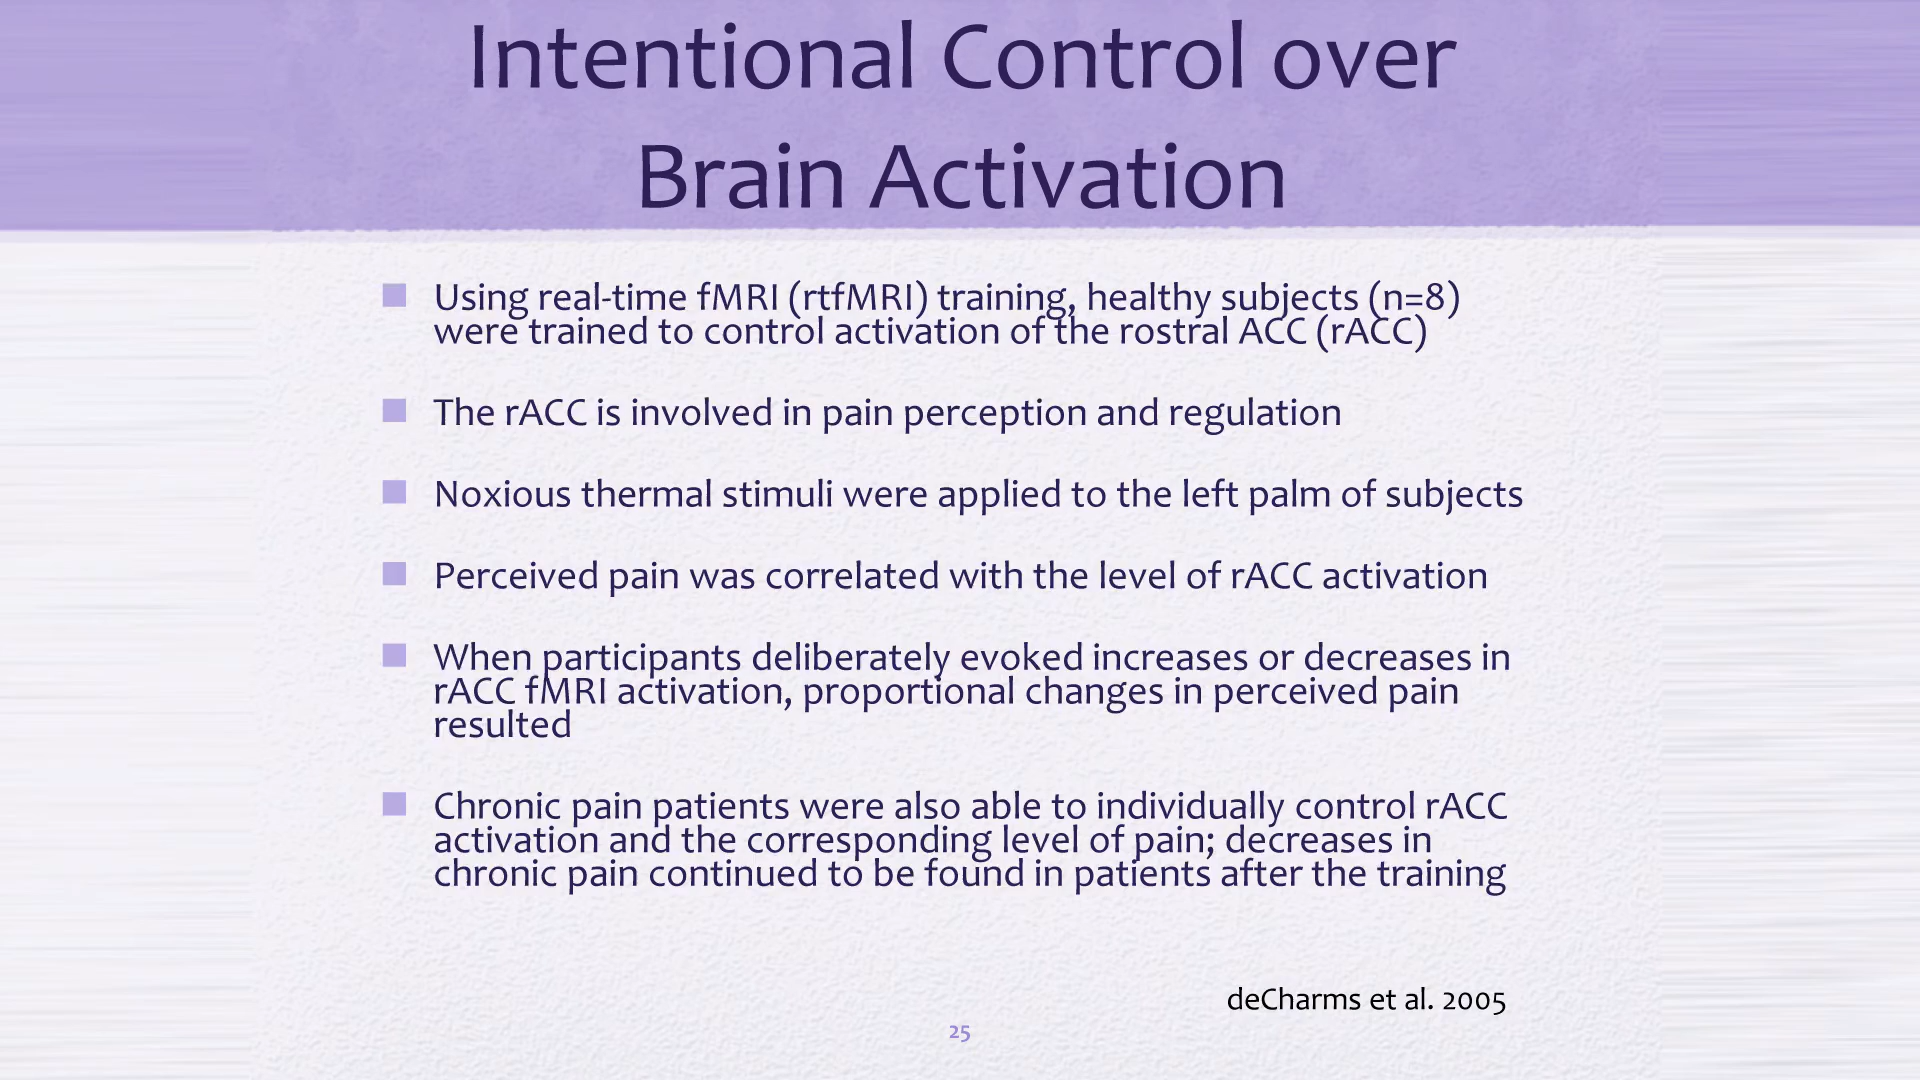 Intentional Control over
Brain Activation
Using real-time fMRI (rtfMRI) training, healthy subjects (n=8)
were trained to control activation of the rostral ACC (rACC)
The rACC is involved in pain perception and regulation
Noxious thermal stimuli were applied to the left palm of subjects
Perceived pain was correlated with the level of rACC activation
When participants deliberately evoked increases or decreases in
rACC fMRI activation, proportional changes in perceived pain
resulted
Chronic pain patients were also able to individually control rACC
activation and the corresponding level of pain; decreases in
chronic pain continued to be found in patients after the training
deCharms et al. 2005
25